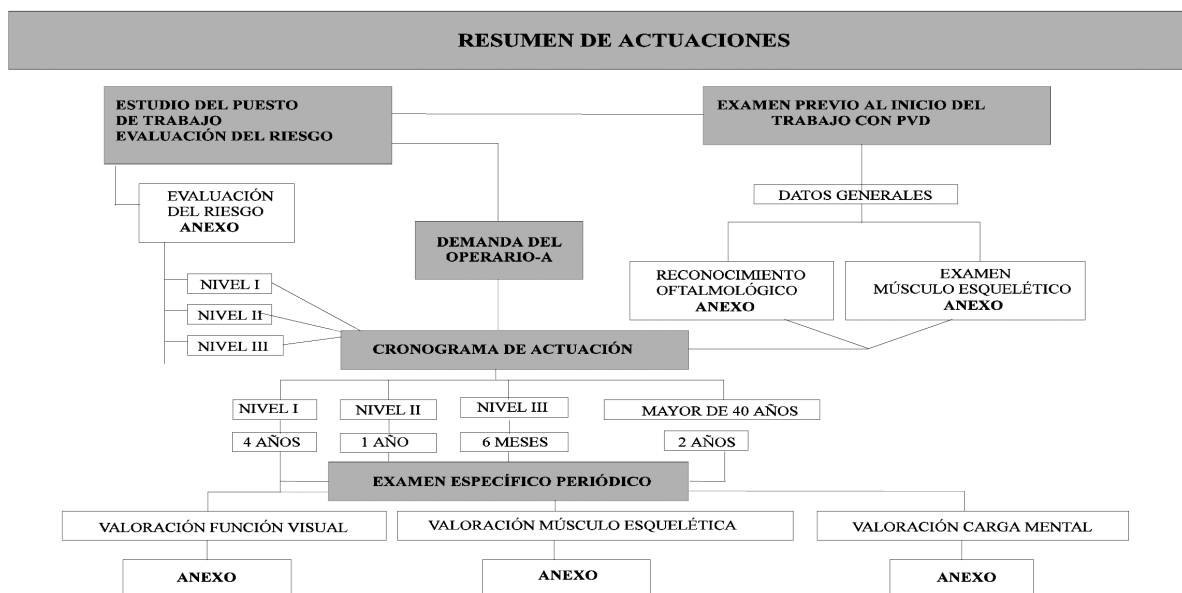 RESUMEN DE ACTUACIONES
ESTUDIO DEL PUESTO
DE TRABAJO
EVALUACIÓN DEL RIESGO
EXAMEN PREVIO AL INICIO DEL
TRABAJO CON PVD
EVALUACIÓN
DEL RIESGO
ANEXO
DATOS GENERALES
DEMANDA DEL
OPERARIO-A
RECONOCIMIENTO
OFTALMOLÓGICO
ANEXO
EXAMEN
MÚSCULO ESQUELÉTICO
ANEXO
NIVEL I
NIVEL II
NIVEL III
CRONOGRAMA DE ACTUACIÓN
NIVEL I
NIVEL II
NIVEL III
MAYOR DE 40 AÑOS
4 AÑOS
1 AÑO
6 MESES
2 AÑOS
EXAMEN ESPECÍFICO PERIÓDICO
VALORACIÓN FUNCIÓN VISUAL
VALORACIÓN MÚSCULO ESQUELÉTICA
VALORACIÓN CARGA MENTAL
ANEXO
ANEXO
ANEXO